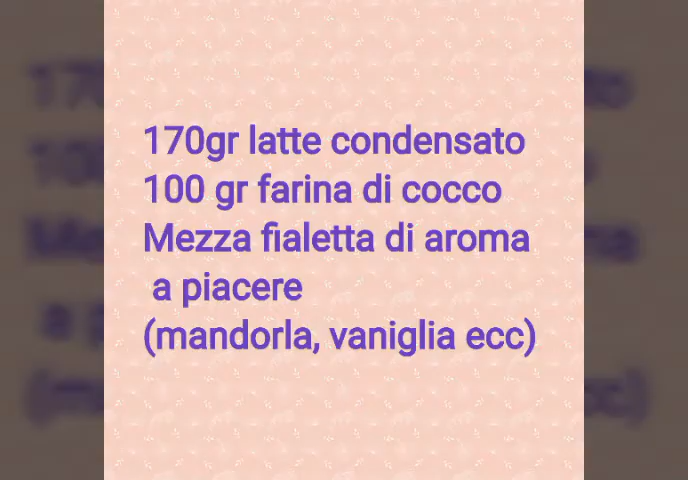 170gr latte condensato
100 gr farina di cocco
Mezza fialetta di aroma
a piacere
(mandorla, vaniglia ecc)